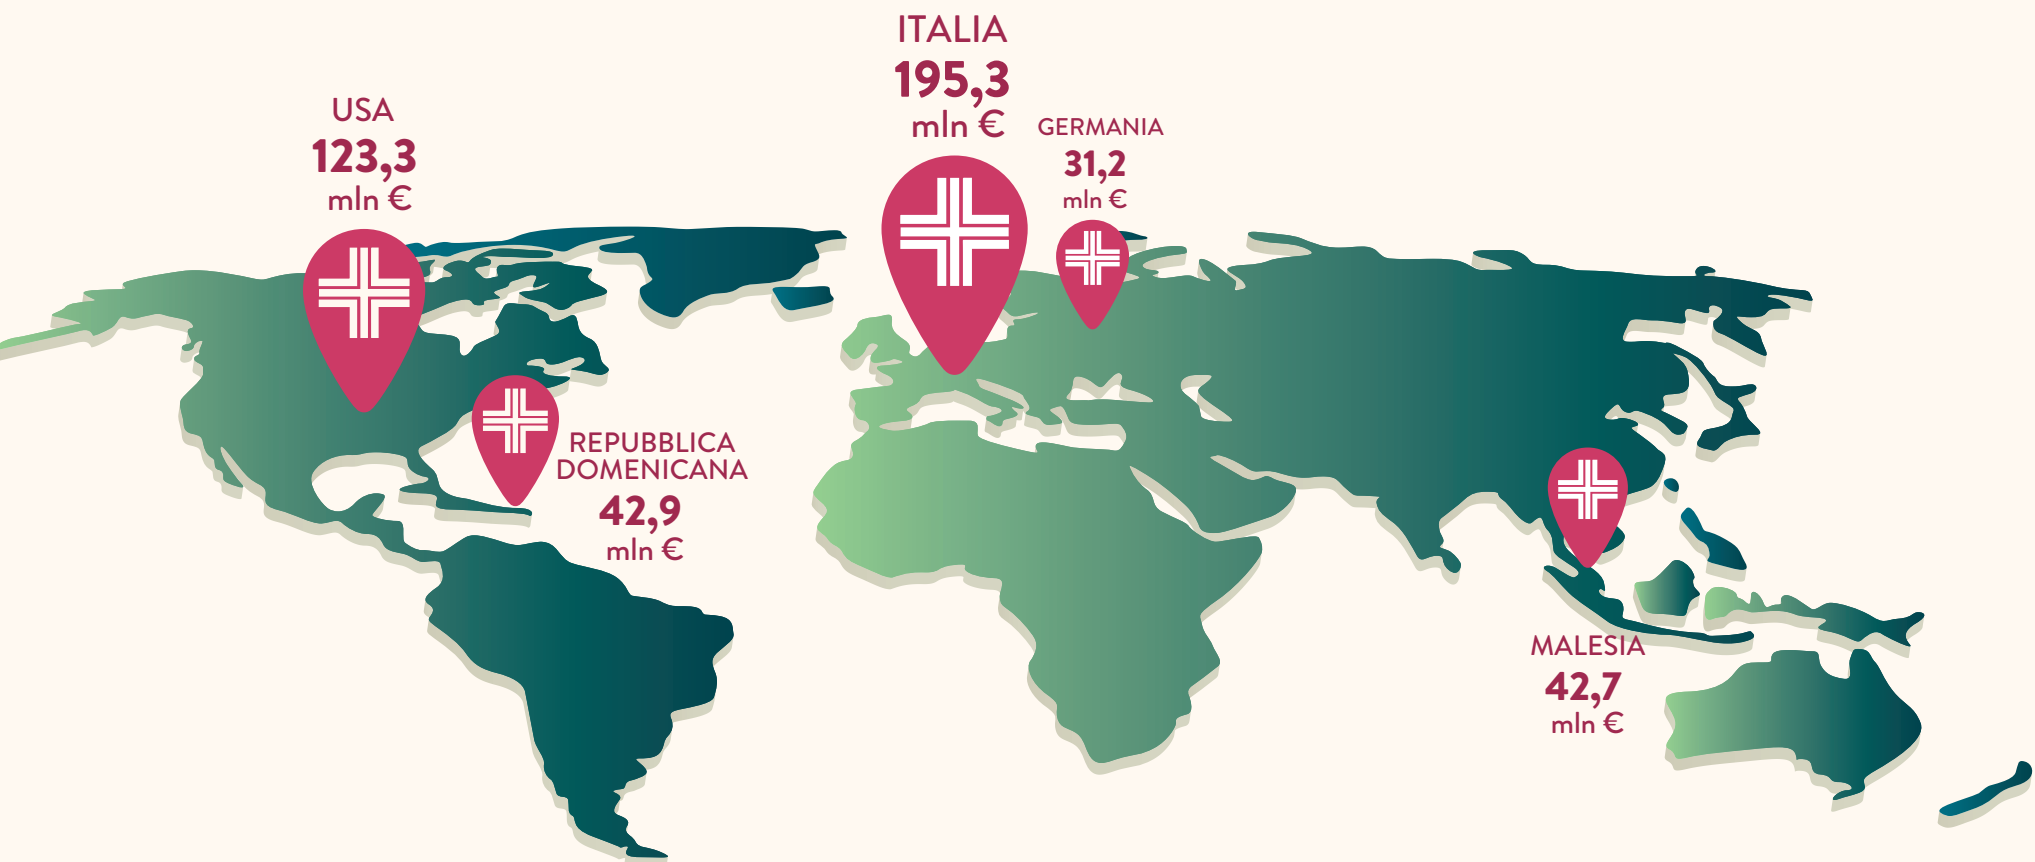 ITALIA
195,3
mln €
USA
123,3
mln €
GERMANIA
31,2
mln €
REPUBBLICA
DOMENICANA
42,9
mln €
MALESIA
42,7
mln €